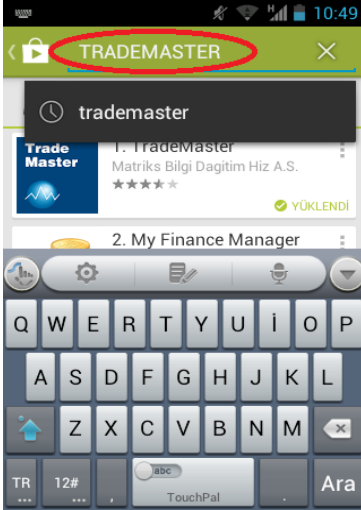 10:49
TRADEMASTER
trademaster
Trade
Master
1. TradeMaster
Matriks Bilgi Dagitim Hiz A.S.
YÜKLENDİ
2. My Finance Manager
Q W E R T Y U İ O P
A S D F G H J K L
Z X C V B N M
TR 12# , abc . Ara
TouchPal